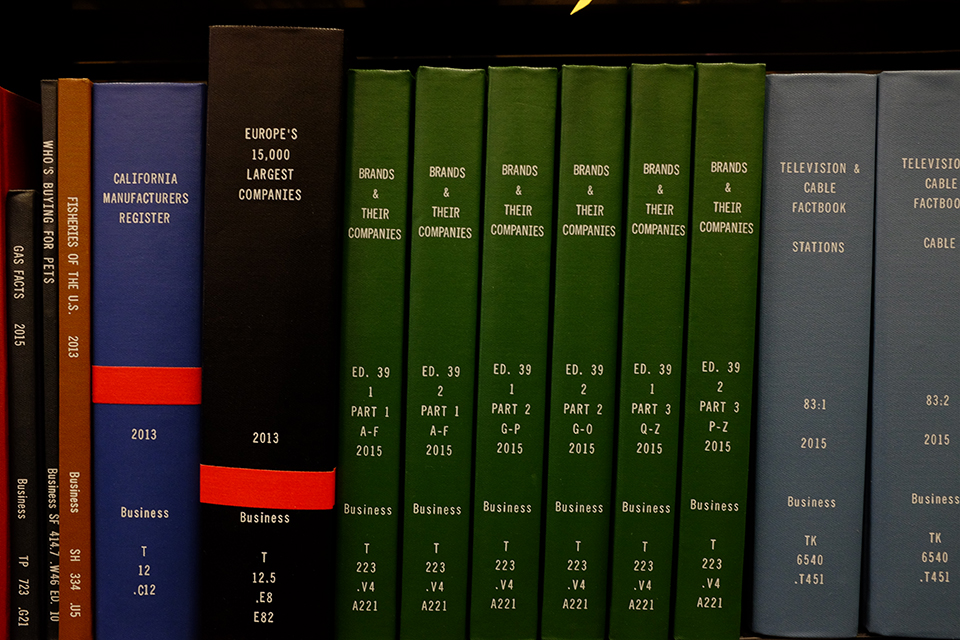 GAS FACTS 2015
Business TP 723 .G21
WHO'S BUYING FOR PETS
Business SF 414.7 .W46 ED. 10
FISHERIES OF THE U.S. 2013
Business SH 334 .U5
CALIFORNIA
MANUFACTURERS
REGISTER
2013
Business
T
12
.C12
EUROPE'S
15,000
LARGEST
COMPANIES
2013
Business
T
12.5
.E8
E82
BRANDS
&
THEIR
COMPANIES
ED. 39
1
PART 1
A-F
2015
Business
T
223
.V4
A221
BRANDS
&
THEIR
COMPANIES
ED. 39
2
PART 1
A-F
2015
Business
T
223
.V4
A221
BRANDS
&
THEIR
COMPANIES
ED. 39
1
PART 2
G-P
2015
Business
T
223
.V4
A221
BRANDS
&
THEIR
COMPANIES
ED. 39
2
PART 2
G-O
2015
Business
T
223
.V4
A221
BRANDS
&
THEIR
COMPANIES
ED. 39
1
PART 3
Q-Z
2015
Business
T
223
.V4
A221
BRANDS
&
THEIR
COMPANIES
ED. 39
2
PART 3
P-Z
2015
Business
T
223
.V4
A221
TELEVISION &
CABLE
FACTBOOK
STATIONS
83:1
2015
Business
TK
6540
.T451
TELEVISIO
CABLE
FACTBOO
CABLE
83:2
2015
Business
TK
6540
.T451